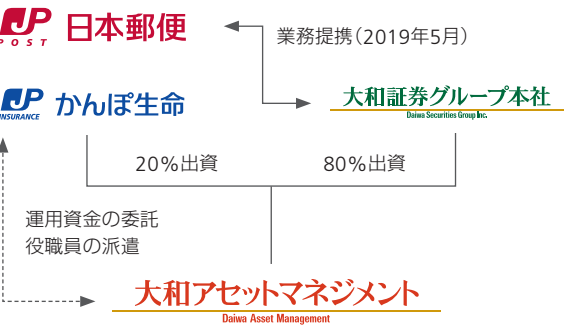 JP 日本郵便
POST
業務提携（2019年5月）
JP かんぽ生命
INSURANCE
大和証券グループ本社
Daiwa Securities Group Inc.
20%出資
80%出資
運用資金の委託
役職員の派遣
大和アセットマネジメント
Daiwa Asset Management